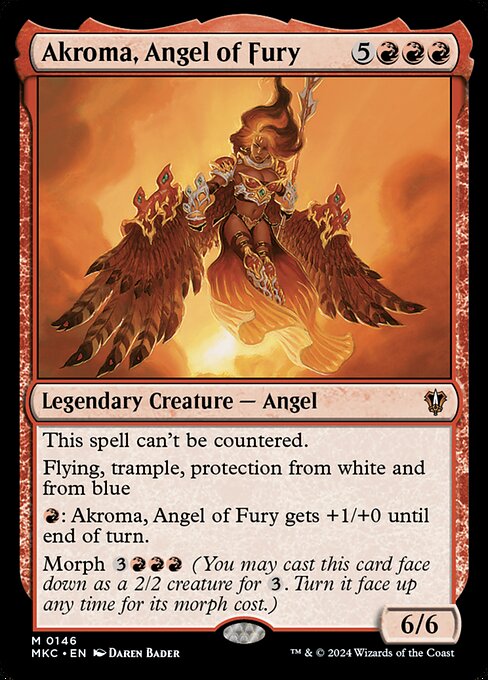 Akroma, Angel of Fury 5
Legendary Creature — Angel
This spell can't be countered.
Flying, trample, protection from white and
from blue
: Akroma, Angel of Fury gets +1/+0 until
end of turn.
Morph 3 (You may cast this card face
down as a 2/2 creature for 3. Turn it face up
any time for its morph cost.)
6/6
M 0146
MKC • EN DAREN BADER
™ & © 2024 Wizards of the Coast